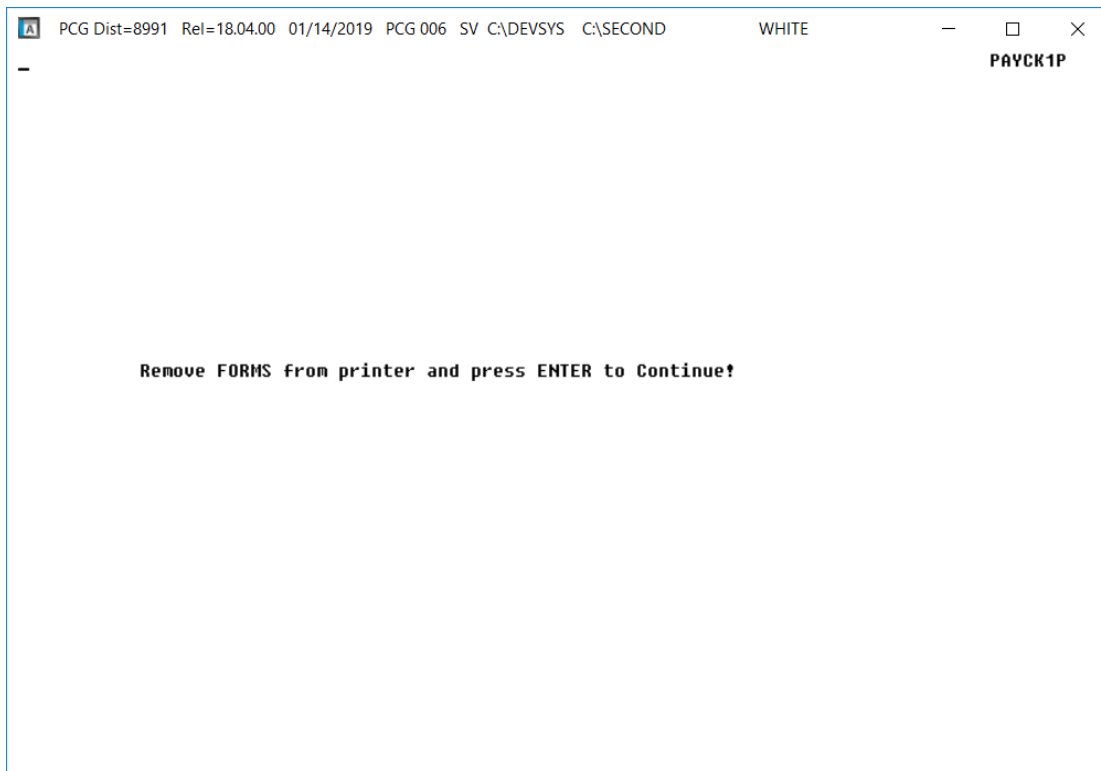 PCG Dist=8991 Rel=18.04.00 01/14/2019 PCG 006 SV C:\DEVSYS C:\SECOND WHITE
PAYCK1P
Remove FORMS from printer and press ENTER to Continue!